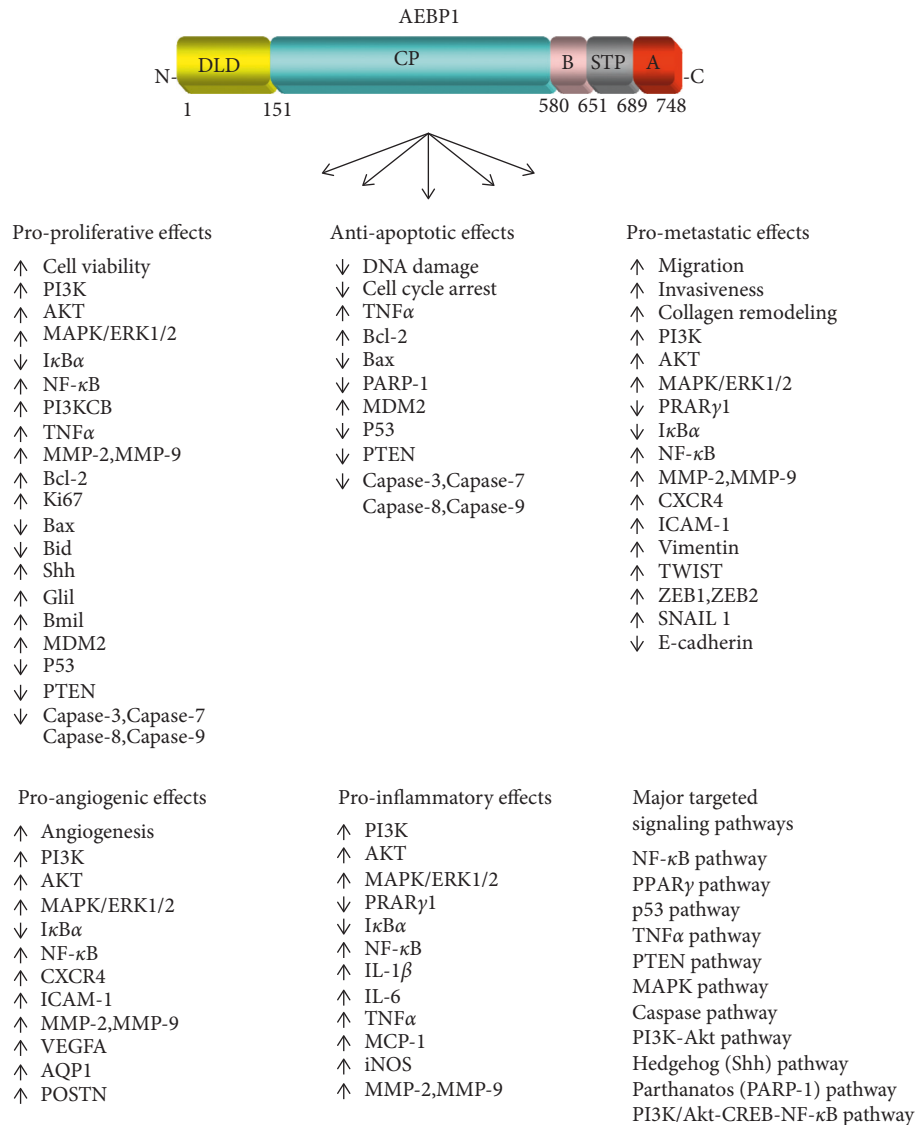 AEBP1
N- DLD CP B STP A -C
1 151 580 651 689 748
Pro-proliferative effects
↑ Cell viability
↑ PI3K
↑ AKT
↑ MAPK/ERK1/2
↓ IκBα
↑ NF-κB
↑ PI3KCB
↑ TNFα
↑ MMP-2,MMP-9
↑ Bcl-2
↑ Ki67
↓ Bax
↓ Bid
↑ Shh
↑ Glil
↑ Bmil
↑ MDM2
↓ P53
↓ PTEN
↓ Capase-3,Capase-7
Capase-8,Capase-9
Anti-apoptotic effects
↓ DNA damage
↓ Cell cycle arrest
↑ TNFα
↑ Bcl-2
↓ Bax
↓ PARP-1
↑ MDM2
↓ P53
↓ PTEN
↓ Capase-3,Capase-7
Capase-8,Capase-9
Pro-metastatic effects
↑ Migration
↑ Invasiveness
↑ Collagen remodeling
↑ PI3K
↑ AKT
↑ MAPK/ERK1/2
↓ PRARγ1
↓ IκBα
↑ NF-κB
↑ MMP-2,MMP-9
↑ CXCR4
↑ ICAM-1
↑ Vimentin
↑ TWIST
↑ ZEB1,ZEB2
↑ SNAIL 1
↓ E-cadherin
Pro-angiogenic effects
↑ Angiogenesis
↑ PI3K
↑ AKT
↑ MAPK/ERK1/2
↓ IκBα
↑ NF-κB
↑ CXCR4
↑ ICAM-1
↑ MMP-2,MMP-9
↑ VEGFA
↑ AQP1
↑ POSTN
Pro-inflammatory effects
↑ PI3K
↑ AKT
↑ MAPK/ERK1/2
↓ PRARγ1
↓ IκBα
↑ NF-κB
↑ IL-1β
↑ IL-6
↑ TNFα
↑ MCP-1
↑ iNOS
↑ MMP-2,MMP-9
Major targeted
signaling pathways
NF-κB pathway
PPARγ pathway
p53 pathway
TNFα pathway
PTEN pathway
MAPK pathway
Caspase pathway
PI3K-Akt pathway
Hedgehog (Shh) pathway
Parthanatos (PARP-1) pathway
PI3K/Akt-CREB-NF-κB pathway